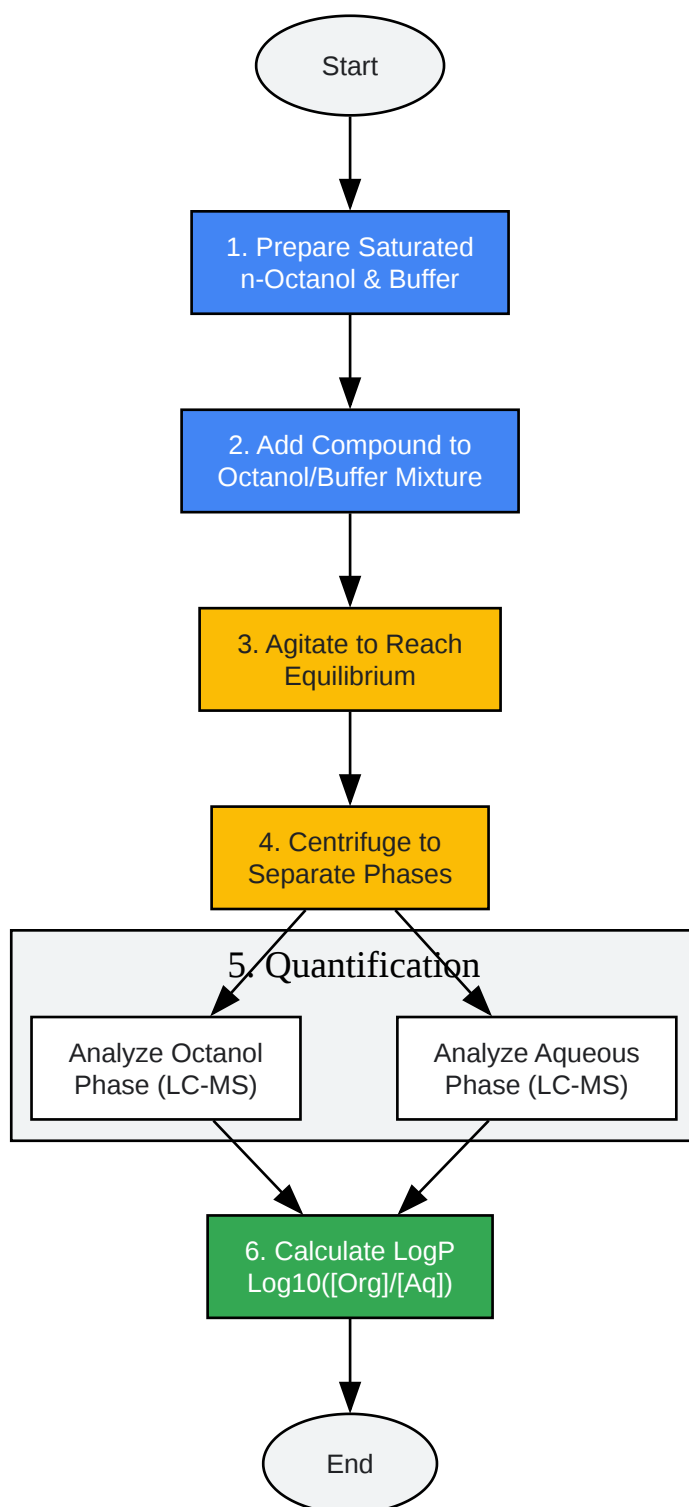 Start
1. Prepare Saturated
n-Octanol & Buffer
2. Add Compound to
Octanol/Buffer Mixture
3. Agitate to Reach
Equilibrium
4. Centrifuge to
Separate Phases
5. Quantification
Analyze Octanol
Phase (LC-MS)
Analyze Aqueous
Phase (LC-MS)
6. Calculate LogP
Log10([Org]/[Aq])
End